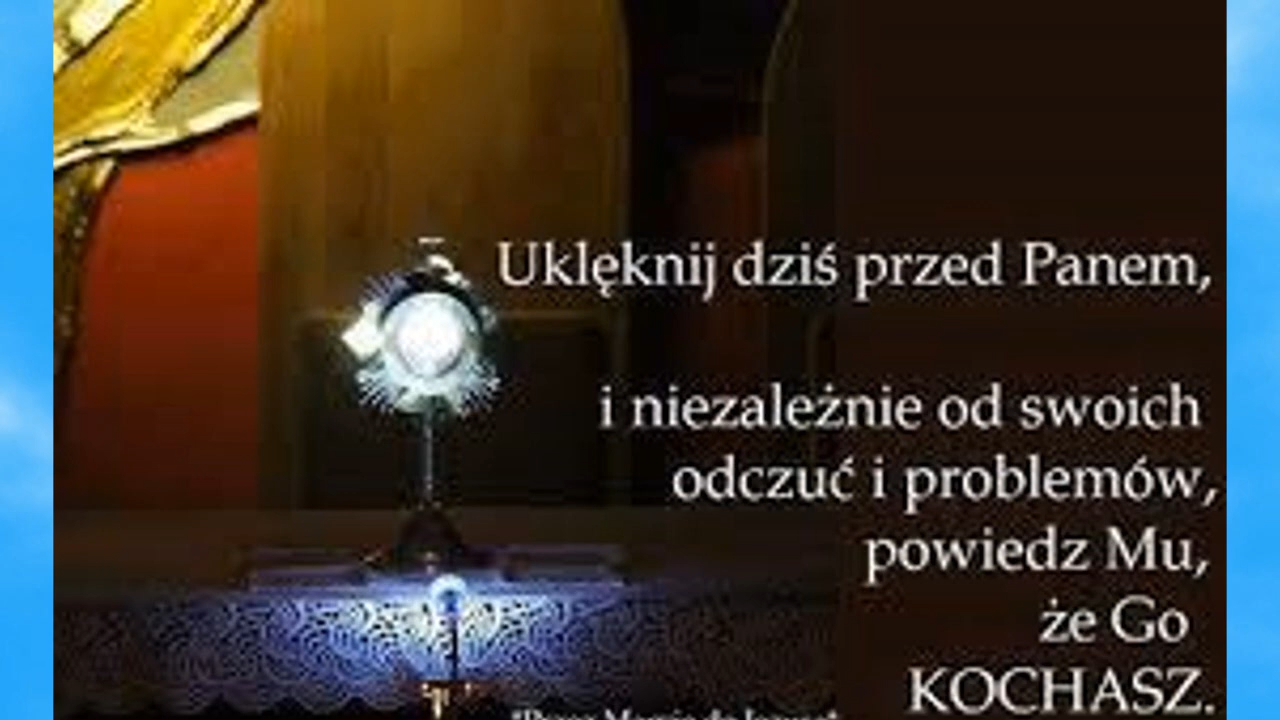 Uklęknij dziś przed Panem,
i niezależnie od swoich
odczuć i problemów,
powiedz Mu,
że Go
KOCHASZ.